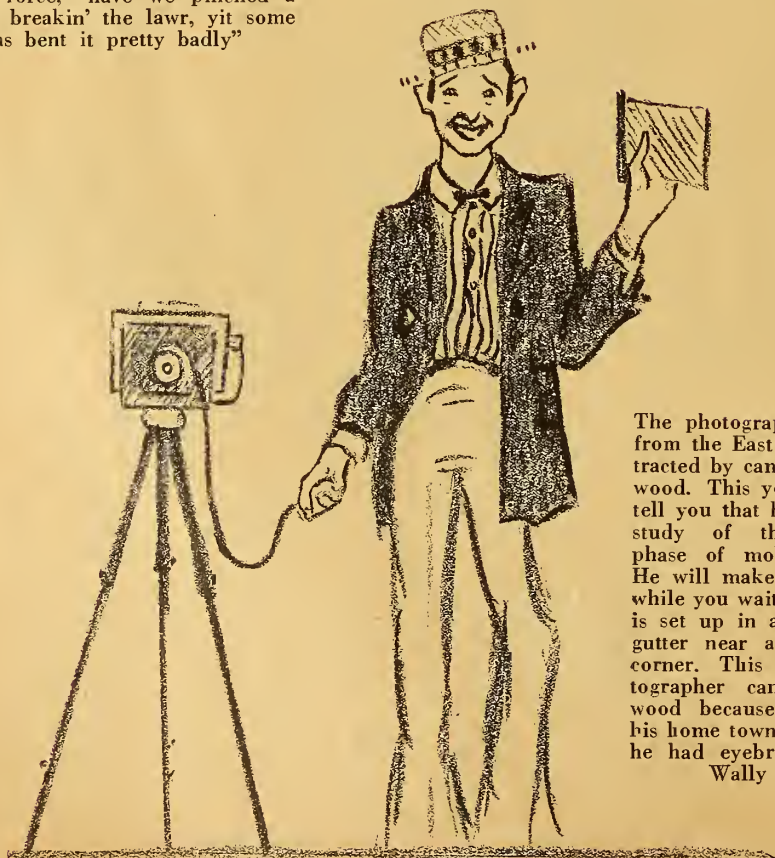 force, "have we pinched a
breakin' the lawr, yit some
as bent it pretty badly"
The photograp
from the East
tracted by can
wood. This y
tell you that h
study of th
phase of mo
He will make
while you wait
is set up in a
gutter near a
corner. This
tographer can
wood because
his home town
he had eyebr
Wally